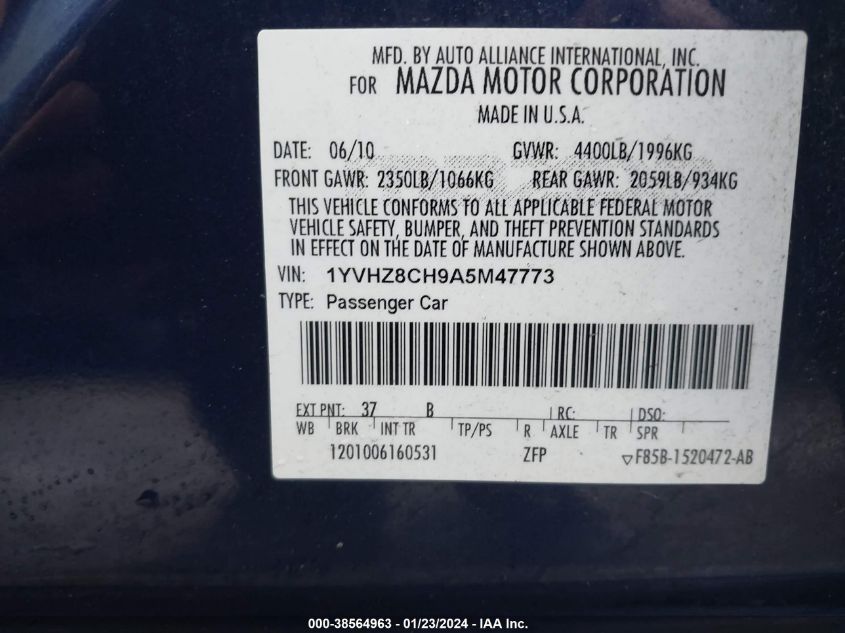 MFD. BY AUTO ALLIANCE INTERNATIONAL, INC.
FOR MAZDA MOTOR CORPORATION
MADE IN U.S.A.
DATE: 06/10 GVWR: 4400LB/1996KG
FRONT GAWR: 2350LB/1066KG REAR GAWR: 2059LB/934KG
THIS VEHICLE CONFORMS TO ALL APPLICABLE FEDERAL MOTOR
VEHICLE SAFETY, BUMPER, AND THEFT PREVENTION STANDARDS
IN EFFECT ON THE DATE OF MANUFACTURE SHOWN ABOVE.
VIN: 1YVHZ8CH9A5M47773
TYPE: Passenger Car
EXT PNT: 37 B RC: DSO:
WB BRK INT TR TP/PS R AXLE TR SPR
1201006160531 ZFP ▽F85B-1520472-AB
000-38564963 - 01/23/2024 - IAA Inc.